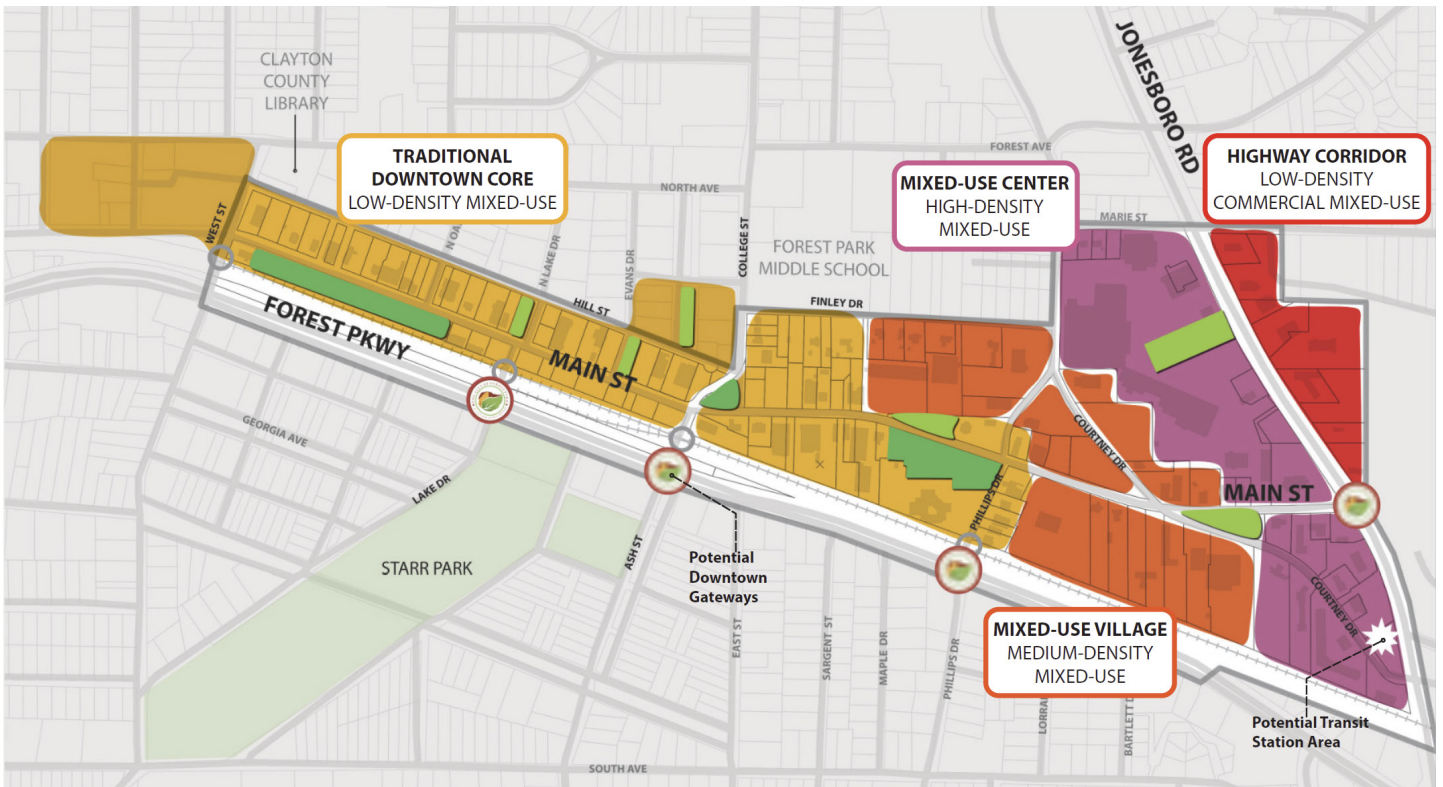 CLAYTON
COUNTY
LIBRARY
JONESBORO RD
TRADITIONAL
DOWNTOWN CORE
LOW-DENSITY MIXED-USE
MIXED-USE CENTER
HIGH-DENSITY
MIXED-USE
HIGHWAY CORRIDOR
LOW-DENSITY
COMMERCIAL MIXED-USE
FOREST AVE
NORTH AVE
MARIE ST
WEST ST
N LAKE DR
EVANS DR
COLLEGE ST
FOREST PARK
MIDDLE SCHOOL
HILL ST
FINLEY DR
FOREST PKWY
MAIN ST
GEORGIA AVE
COURTNEY DR
MAIN ST
LAKE DR
PHILLIPS DR
ASH ST
STARR PARK
Potential
Downtown
Gateways
COURTNEY DR
MIXED-USE VILLAGE
MEDIUM-DENSITY
MIXED-USE
EAST ST
SARGENT ST
MAPLE DR
PHILLIPS DR
Potential Transit
Station Area
SOUTH AVE